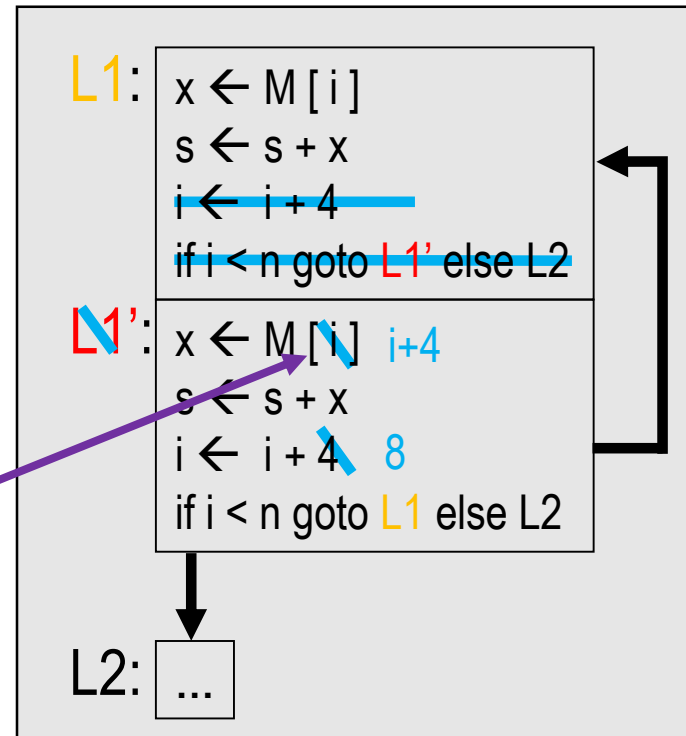 L1: x ← M [ i ]
s ← s + x
i ← i + 4
if i < n goto L1’ else L2
L1’: x ← M [ i ] i+4
s ← s + x
i ← i + 4 8
if i < n goto L1 else L2
L2: ...